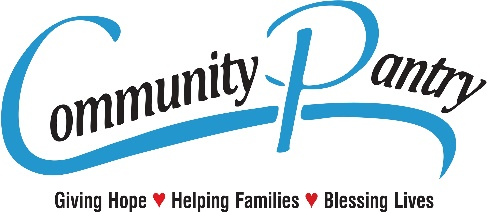 Community Pantry
Giving Hope ♥ Helping Families ♥ Blessing Lives